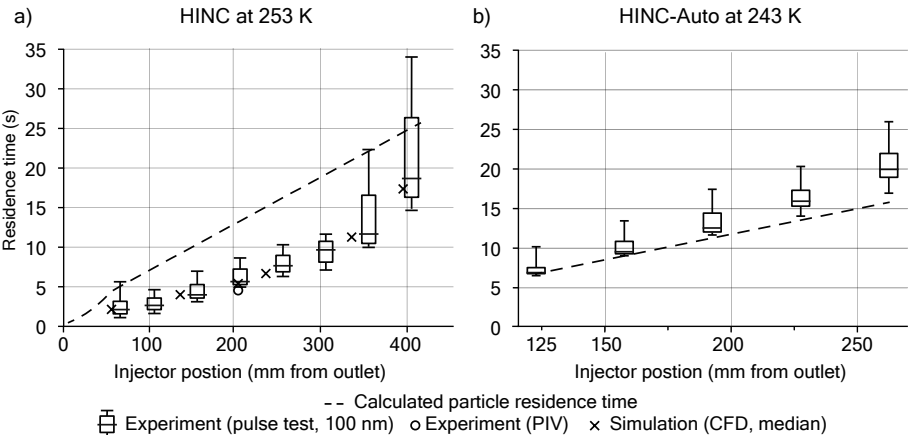 a) HINC at 253 K
35
30
25
20
15
10
5
0
Residence time (s)
0 100 200 300 400
Injector postion (mm from outlet)
b) HINC-Auto at 243 K
35
30
25
20
15
10
5
0
125 150 200 250
Injector postion (mm from outlet)
Calculated particle residence time
Experiment (pulse test, 100 nm) Experiment (PIV) Simulation (CFD, median)